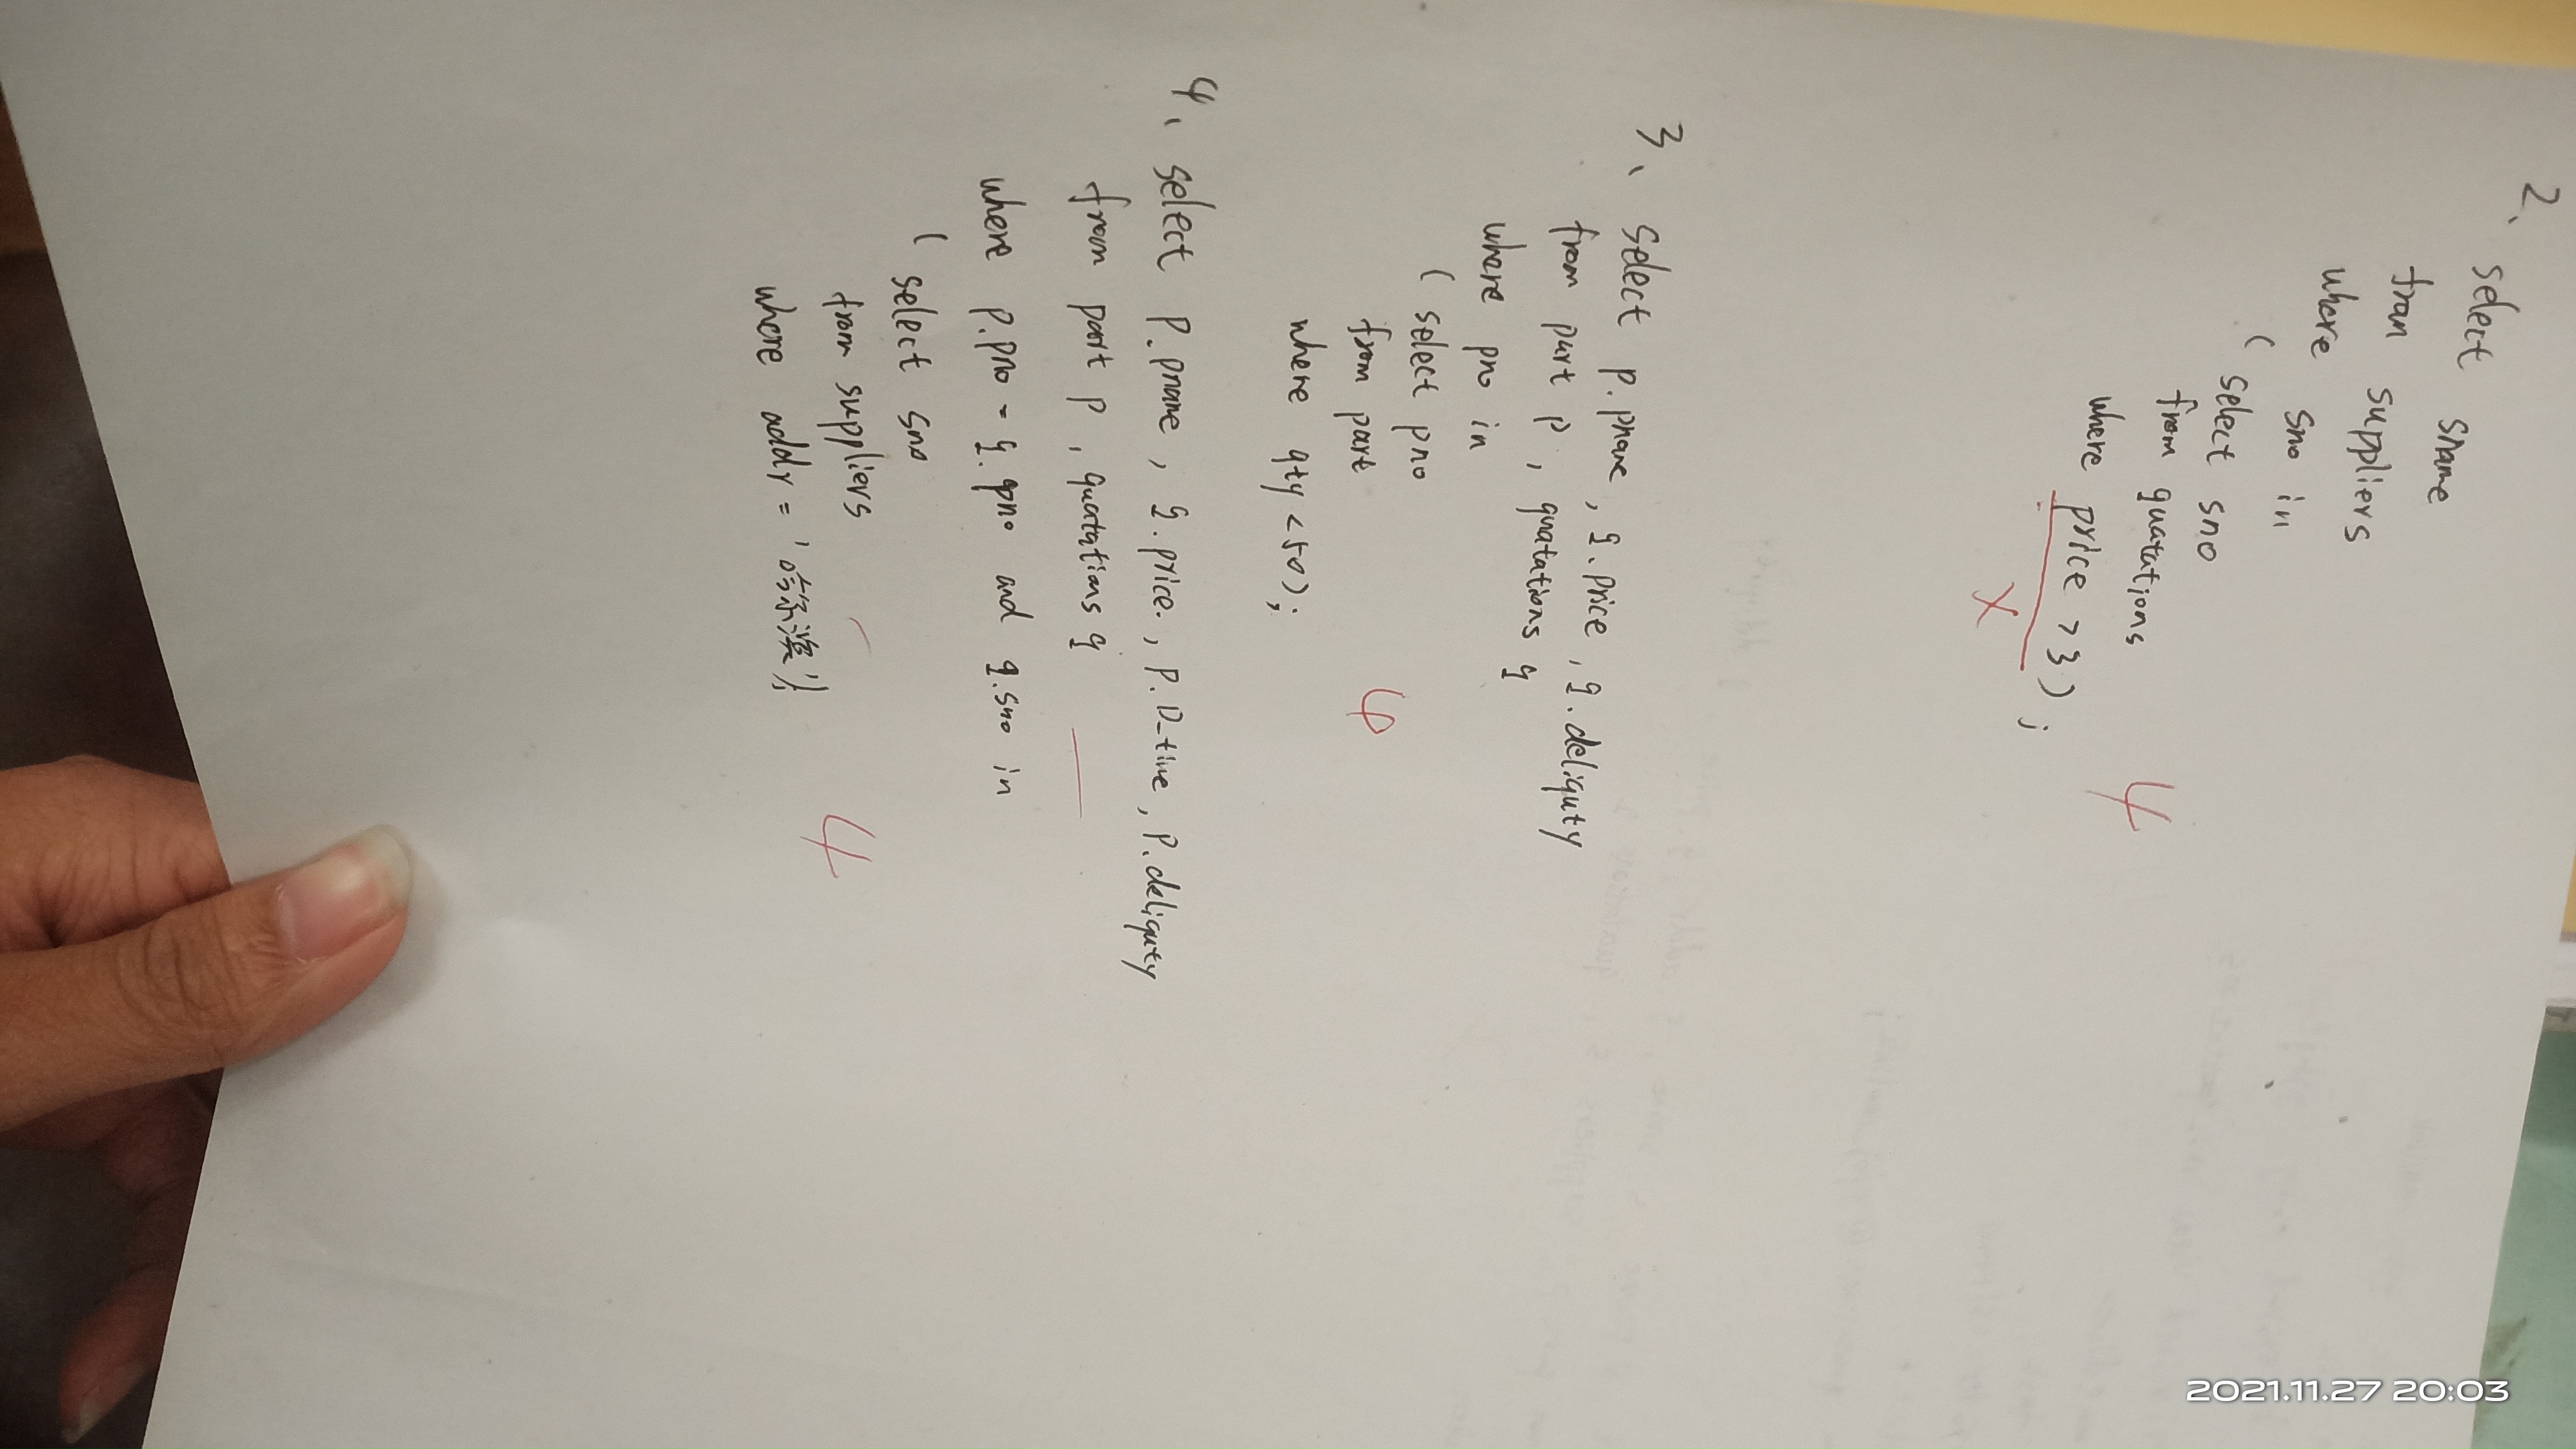 2、
select sname
from suppliers
where sno in
( select sno
from quatations
where price >3) ;
4
X
3、 select p.pname , q.price , q.deliquty
from part p , quatations q
where pno in
( select pno
from part
where qty <50);
4
4、 select p.pname , q.price. , p.D_time , P.deliquty
from part p , quatations q
where p.pno = q.qpno and q.sno in
( select sno
from suppliers
where addr = '哈尔滨');
4
2021.11.27 20:03